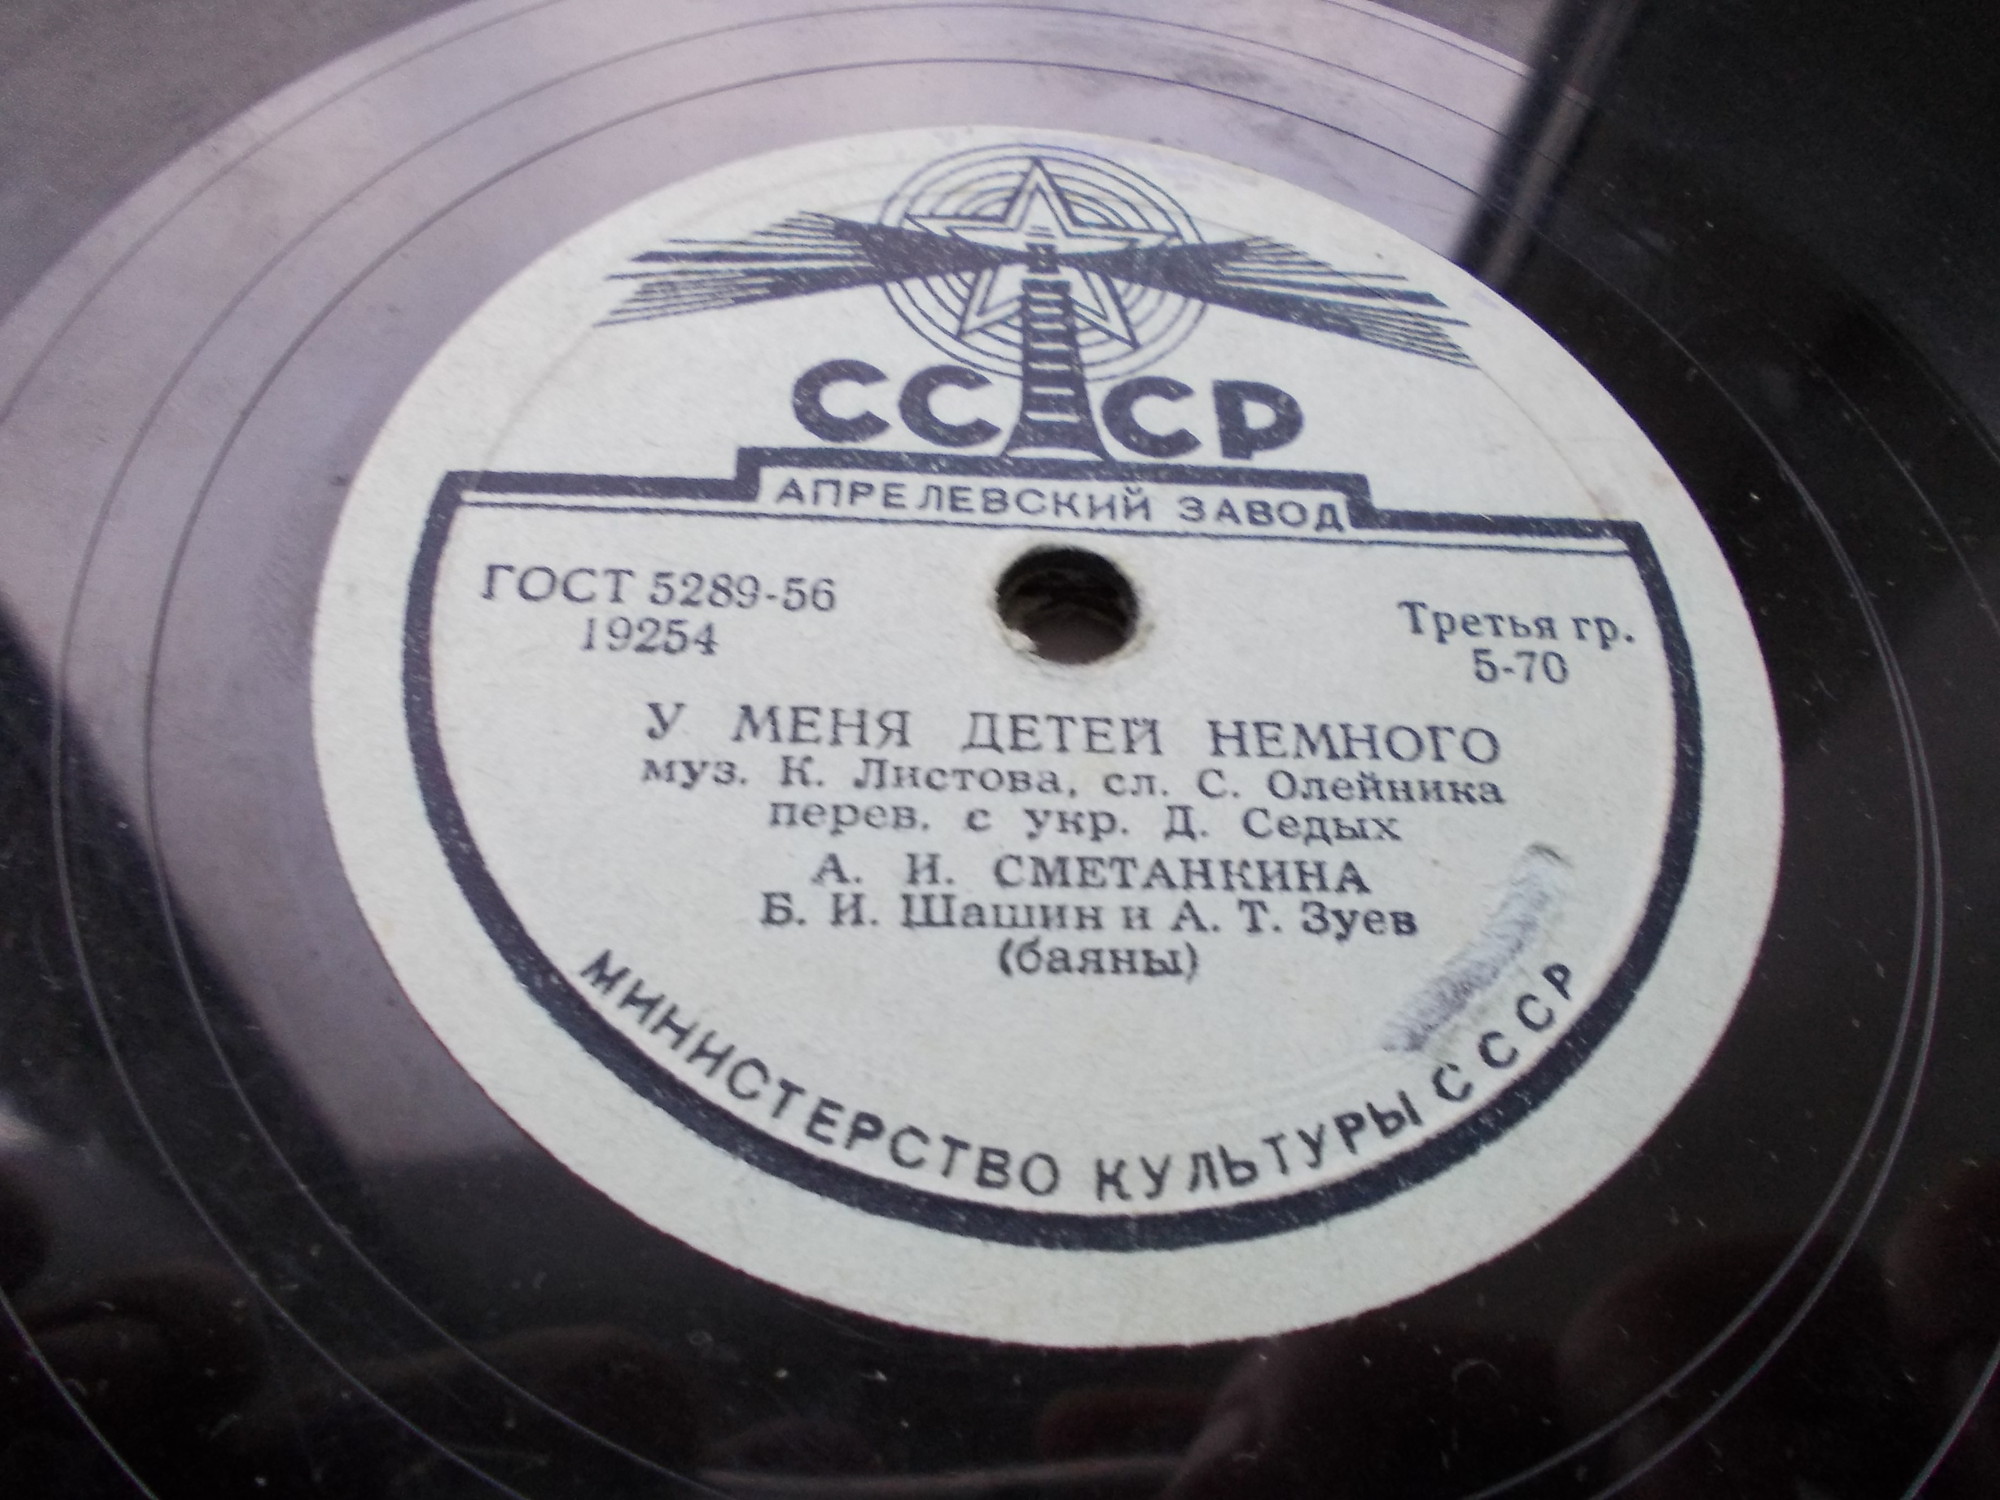 СССР
АПРЕЛЕВСКИЙ ЗАВОД
ГОСТ 5289-56
19254
Третья гр.
5-70
У МЕНЯ ДЕТЕЙ НЕМНОГО
муз. К. Листова, сл. С. Олейника
перев. с укр. Д. Седых
А. И. СМЕТАНКИНА
Б. И. Шашин и А. Т. Зуев
(баяны)
МИНИСТЕРСТВО КУЛЬТУРЫ СССР